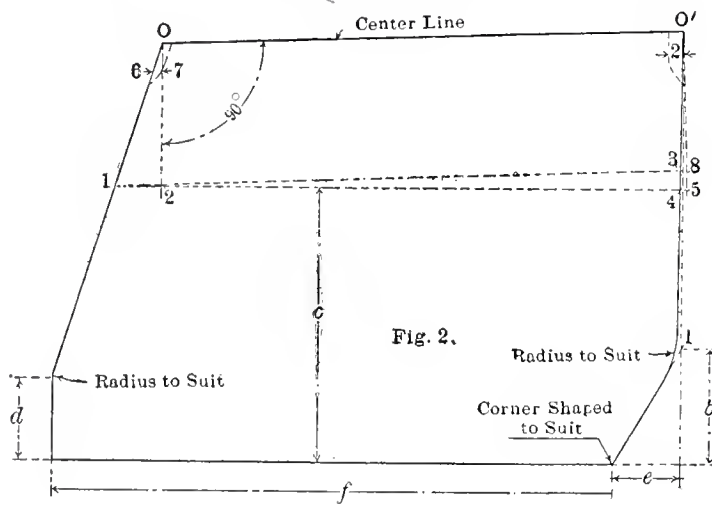 O
Center Line
O'
6
7
2
90°
1
2
3
8
4
5
c
Fig. 2.
Radius to Suit
1
Radius to Suit
d
Corner Shaped
to Suit
b
e
f